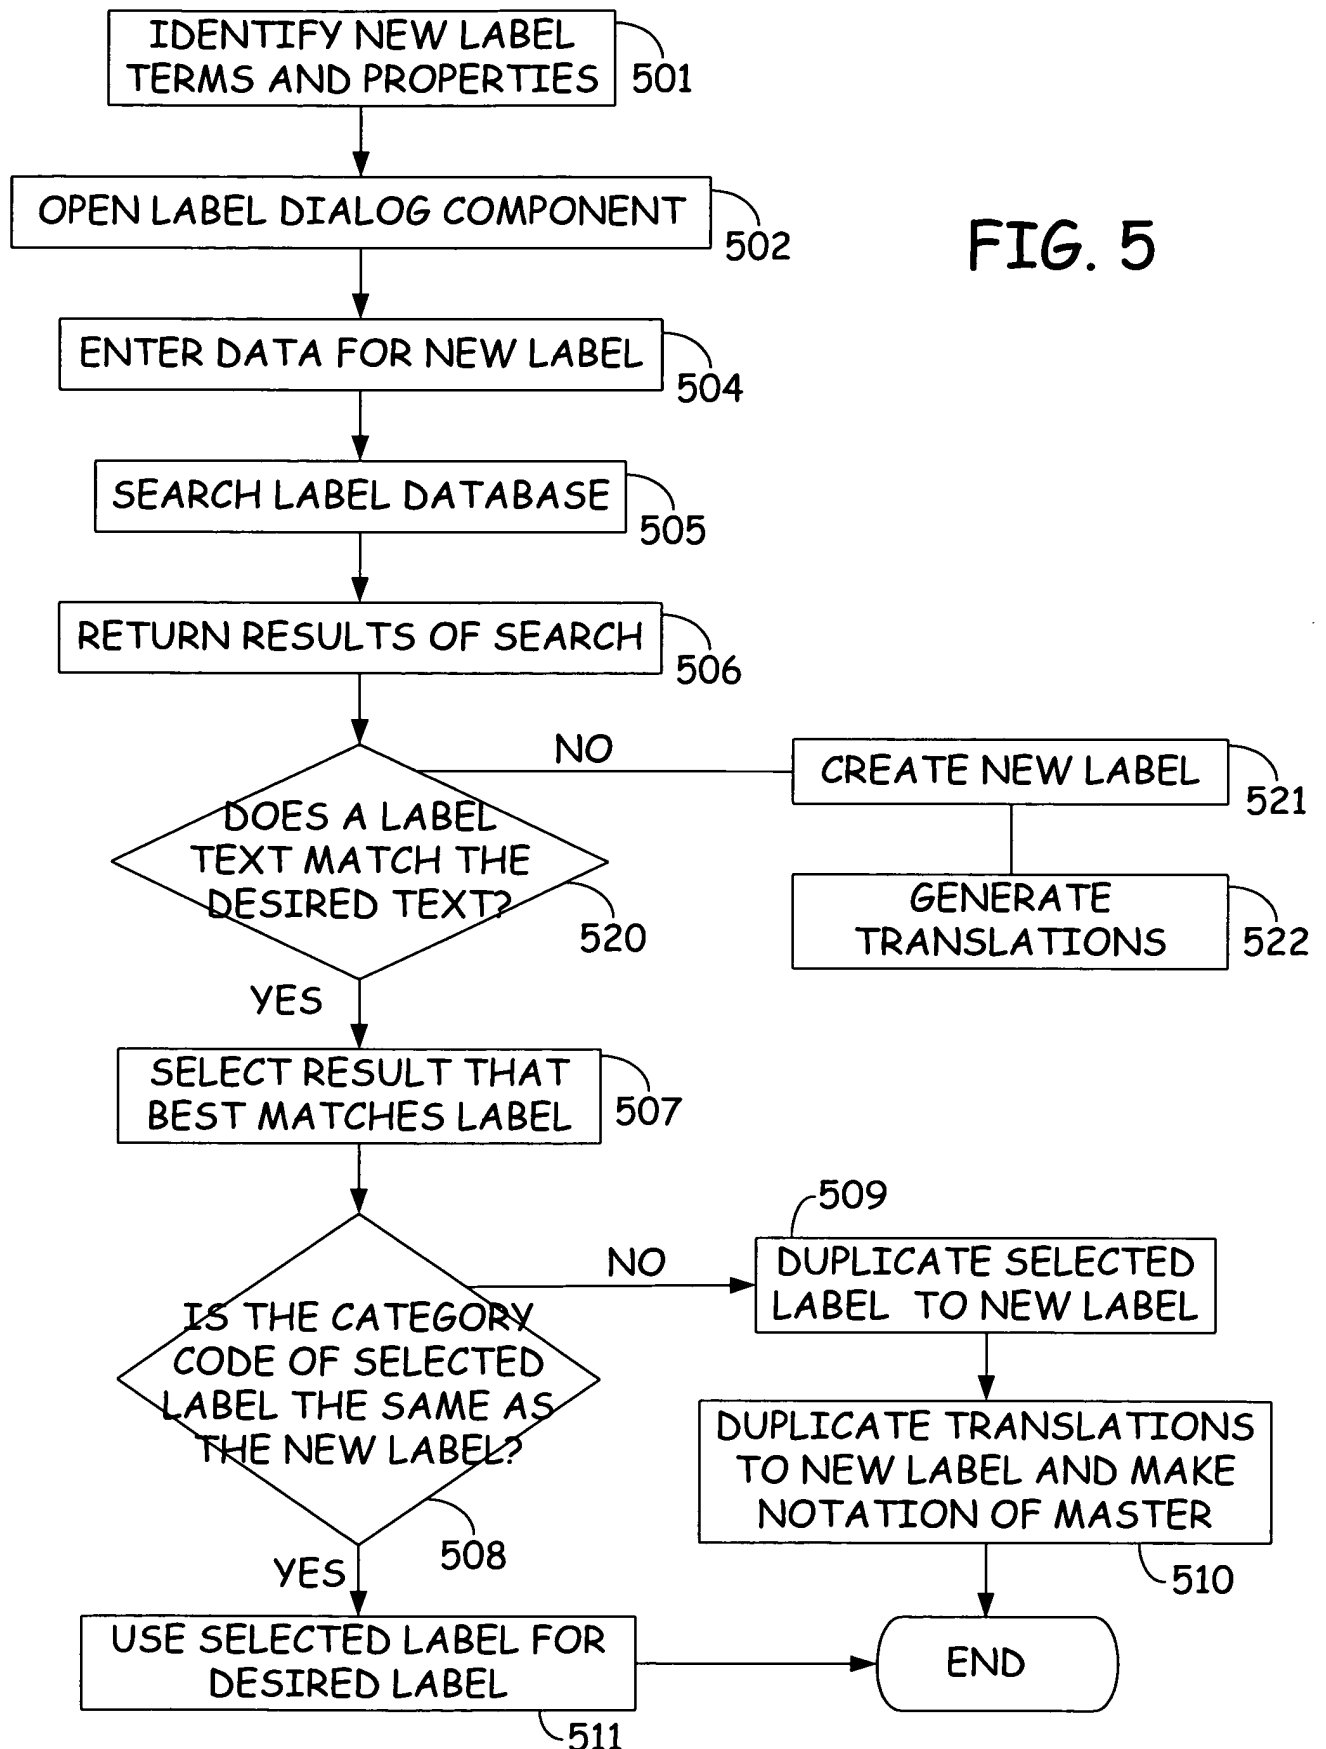 IDENTIFY NEW LABEL
TERMS AND PROPERTIES
501
OPEN LABEL DIALOG COMPONENT
502
FIG. 5
ENTER DATA FOR NEW LABEL
504
SEARCH LABEL DATABASE
505
RETURN RESULTS OF SEARCH
506
NO
CREATE NEW LABEL
521
DOES A LABEL
TEXT MATCH THE
DESIRED TEXT?
520
GENERATE
TRANSLATIONS
522
YES
SELECT RESULT THAT
BEST MATCHES LABEL
507
509
NO
DUPLICATE SELECTED
LABEL TO NEW LABEL
IS THE CATEGORY
CODE OF SELECTED
LABEL THE SAME AS
THE NEW LABEL?
508
DUPLICATE TRANSLATIONS
TO NEW LABEL AND MAKE
NOTATION OF MASTER
510
YES
USE SELECTED LABEL FOR
DESIRED LABEL
511
END